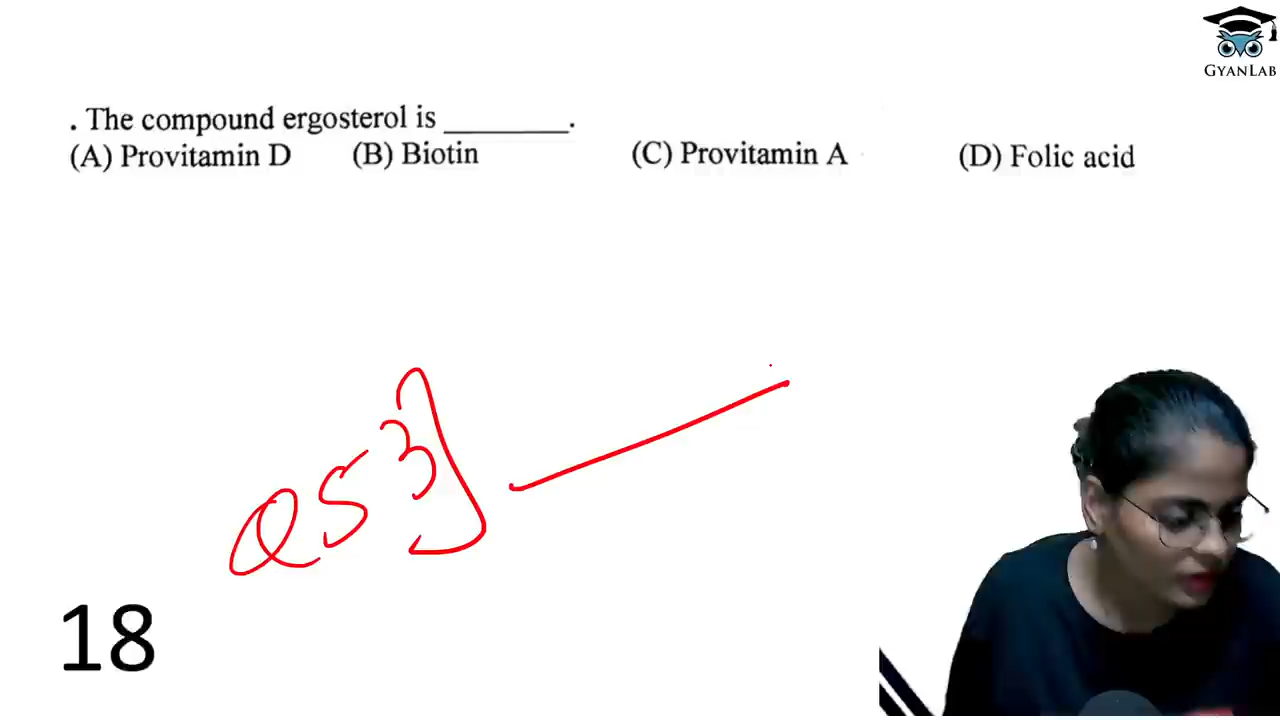 GYANLAB
. The compound ergosterol is ________.
(A) Provitamin D (B) Biotin (C) Provitamin A (D) Folic acid
18